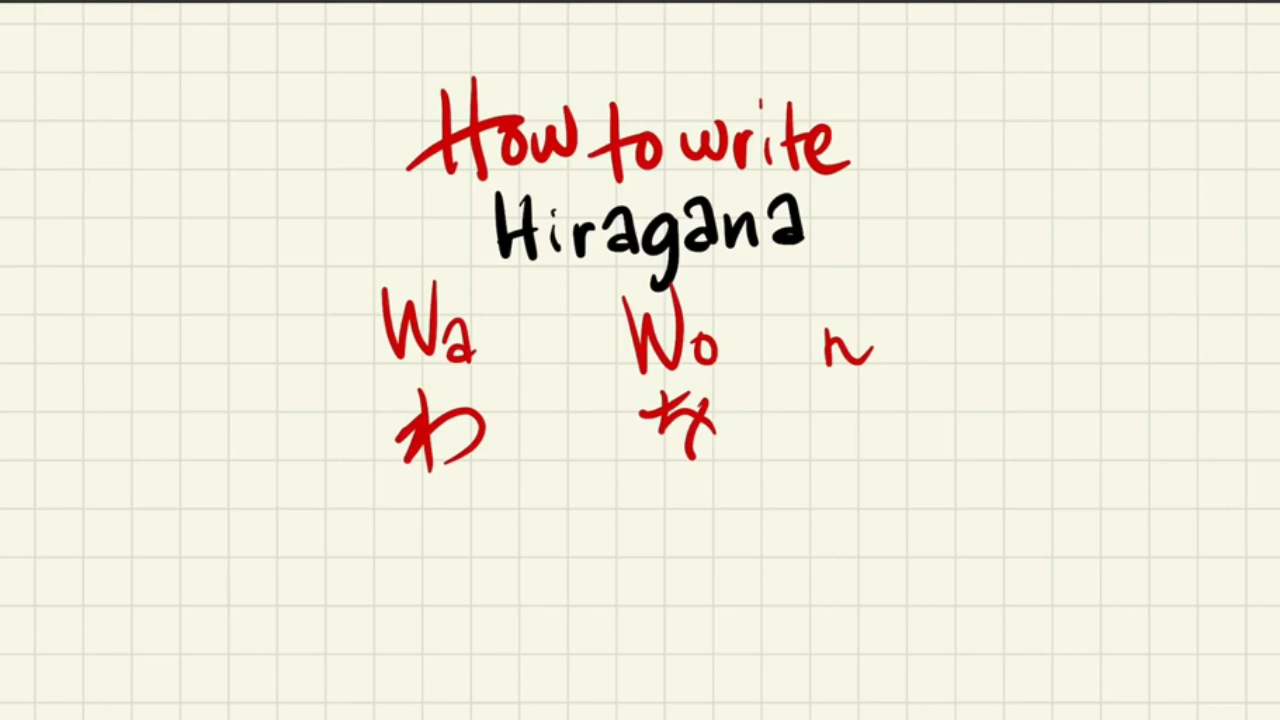 How to write
Hiragana
Wa Wo n
わ を